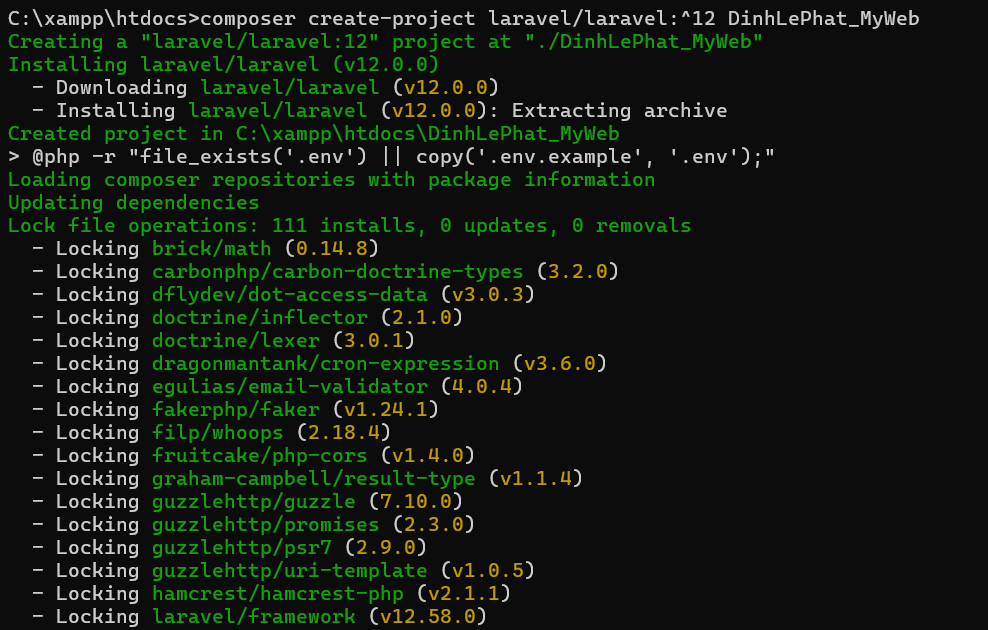 C:\xampp\htdocs>composer create-project laravel/laravel:^12 DinhLePhat_MyWeb
Creating a "laravel/laravel:12" project at "./DinhLePhat_MyWeb"
Installing laravel/laravel (v12.0.0)
  - Downloading laravel/laravel (v12.0.0)
  - Installing laravel/laravel (v12.0.0): Extracting archive
Created project in C:\xampp\htdocs\DinhLePhat_MyWeb
> @php -r "file_exists('.env') || copy('.env.example', '.env');"
Loading composer repositories with package information
Updating dependencies
Lock file operations: 111 installs, 0 updates, 0 removals
  - Locking brick/math (0.14.8)
  - Locking carbonphp/carbon-doctrine-types (3.2.0)
  - Locking dflydev/dot-access-data (v3.0.3)
  - Locking doctrine/inflector (2.1.0)
  - Locking doctrine/lexer (3.0.1)
  - Locking dragonmantank/cron-expression (v3.6.0)
  - Locking egulias/email-validator (4.0.4)
  - Locking fakerphp/faker (v1.24.1)
  - Locking filp/whoops (2.18.4)
  - Locking fruitcake/php-cors (v1.4.0)
  - Locking graham-campbell/result-type (v1.1.4)
  - Locking guzzlehttp/guzzle (7.10.0)
  - Locking guzzlehttp/promises (2.3.0)
  - Locking guzzlehttp/psr7 (2.9.0)
  - Locking guzzlehttp/uri-template (v1.0.5)
  - Locking hamcrest/hamcrest-php (v2.1.1)
  - Locking laravel/framework (v12.58.0)